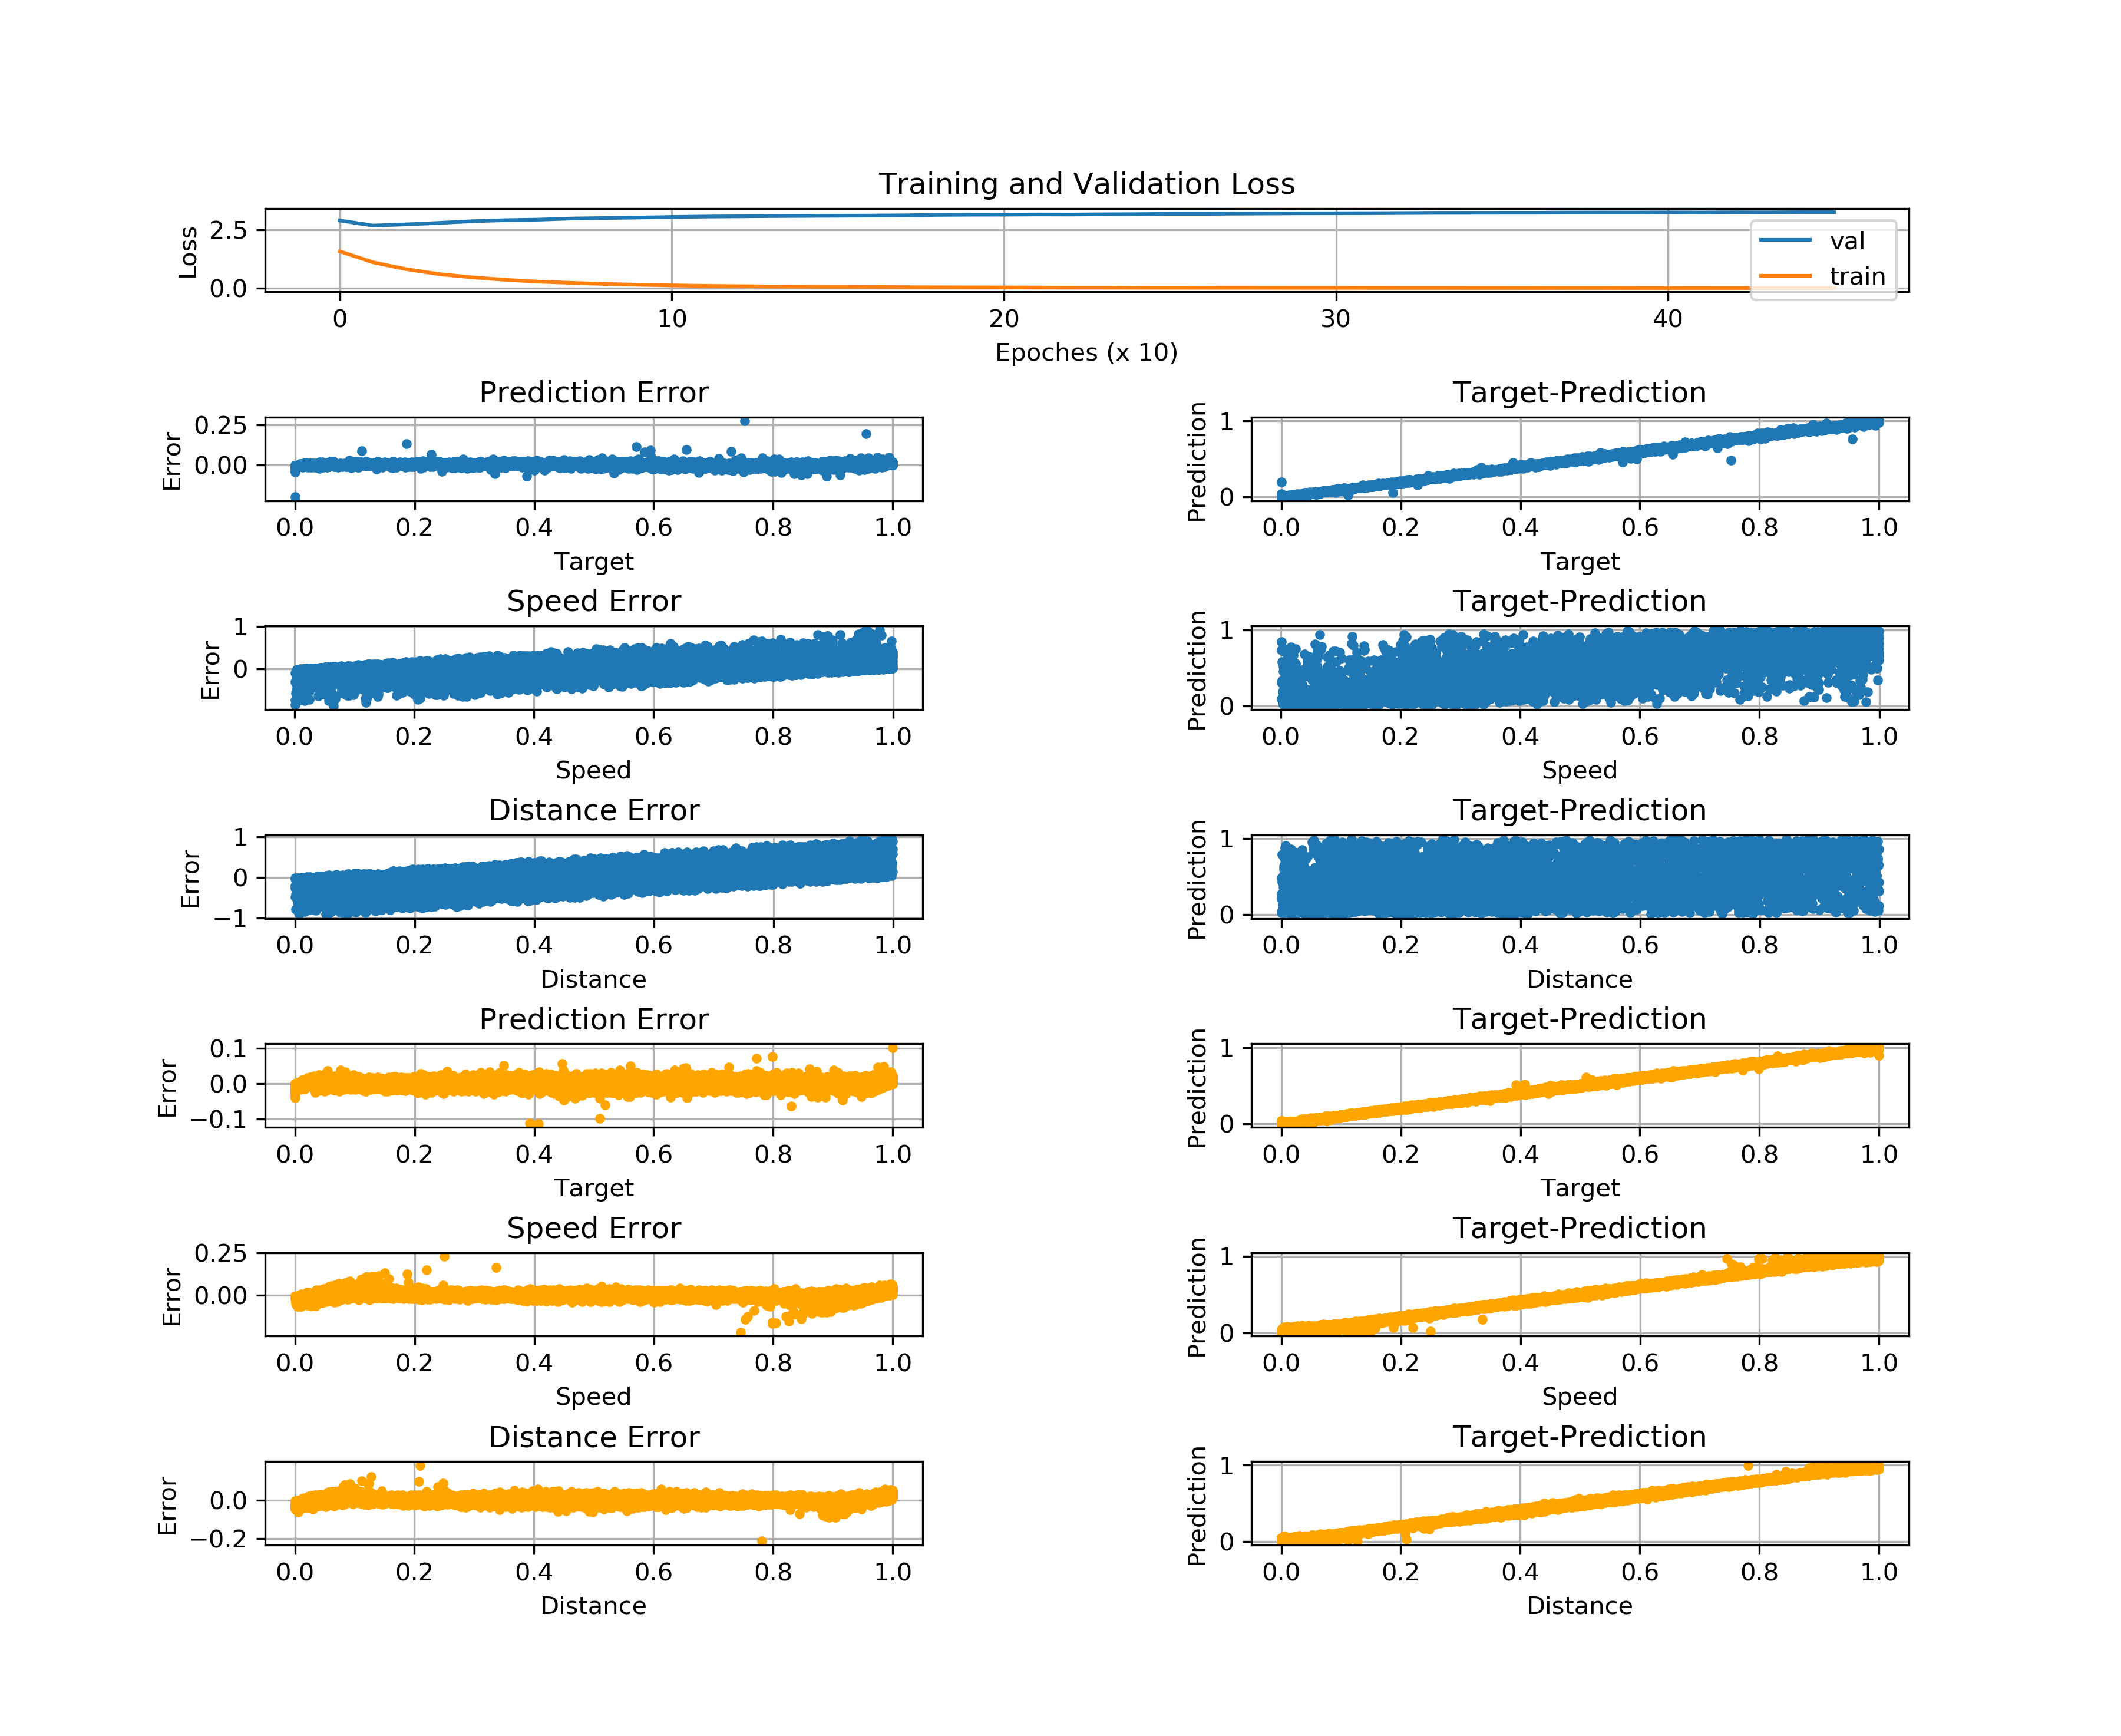 Training and Validation Loss
Loss
2.5
0.0
val
train
0 10 20 30 40
Epoches (x 10)
Prediction Error
Error
0.25
0.00
0.0 0.2 0.4 0.6 0.8 1.0
Target
Target-Prediction
Prediction
1
0
0.0 0.2 0.4 0.6 0.8 1.0
Target
Speed Error
Error
1
0
0.0 0.2 0.4 0.6 0.8 1.0
Speed
Target-Prediction
Prediction
1
0
0.0 0.2 0.4 0.6 0.8 1.0
Speed
Distance Error
Error
1
0
−1
0.0 0.2 0.4 0.6 0.8 1.0
Distance
Target-Prediction
Prediction
1
0
0.0 0.2 0.4 0.6 0.8 1.0
Distance
Prediction Error
Error
0.1
0.0
−0.1
0.0 0.2 0.4 0.6 0.8 1.0
Target
Target-Prediction
Prediction
1
0
0.0 0.2 0.4 0.6 0.8 1.0
Target
Speed Error
Error
0.25
0.00
0.0 0.2 0.4 0.6 0.8 1.0
Speed
Target-Prediction
Prediction
1
0
0.0 0.2 0.4 0.6 0.8 1.0
Speed
Distance Error
Error
0.0
−0.2
0.0 0.2 0.4 0.6 0.8 1.0
Distance
Target-Prediction
Prediction
1
0
0.0 0.2 0.4 0.6 0.8 1.0
Distance